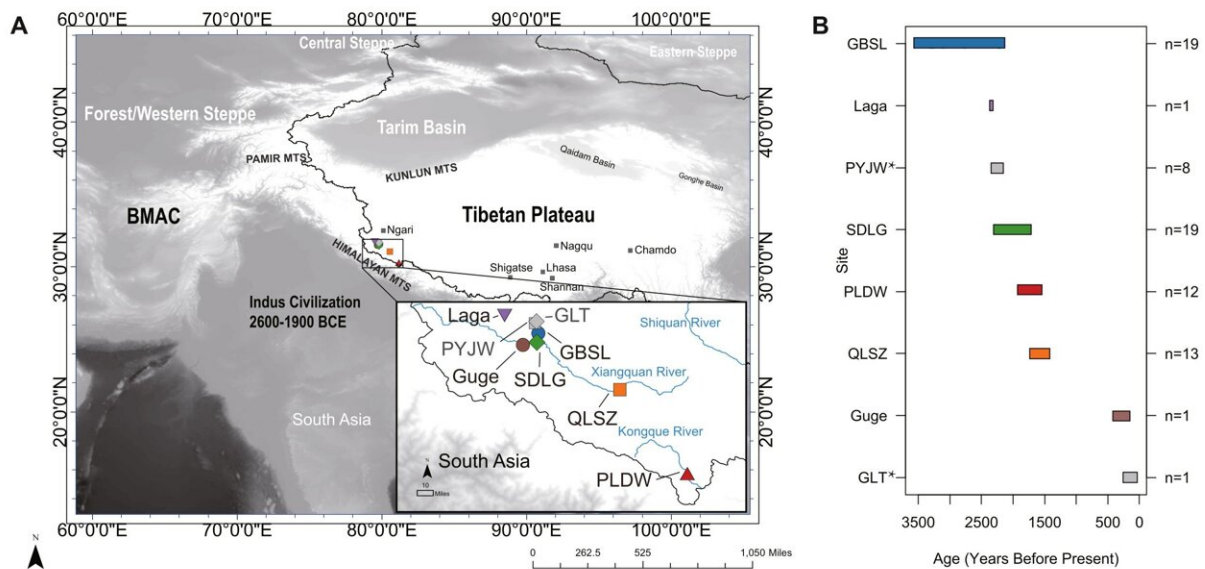 A
60°0'0"E 70°0'0"E 80°0'0"E 90°0'0"E 100°0'0"E
Central Steppe
Eastern Steppe
Forest/Western Steppe
Tarim Basin
40°0'0"N
40°0'0"N
PAMIR MTS
KUNLUN MTS
Qaidam Basin
Gonghe Basin
BMAC
Tibetan Plateau
Ngari
Nagqu
Chamdo
HIMALAYAN MTS
Shigatse
Lhasa
Shannan
30°0'0"N
30°0'0"N
Indus Civilization
2600-1900 BCE
Laga
GLT
Shiquan River
PYJW
GBSL
Guge
SDLG
Xiangquan River
QLSZ
Kongque River
20°0'0"N
20°0'0"N
South Asia
South Asia
PLDW
N
10
Miles
60°0'0"E 70°0'0"E 80°0'0"E 90°0'0"E 100°0'0"E
N
0 262.5 525 1,050 Miles
B
GBSL n=19
Laga n=1
PYJW* n=8
SDLG n=19
Site
PLDW n=12
QLSZ n=13
Guge n=1
GLT* n=1
3500 2500 1500 500 0
Age (Years Before Present)